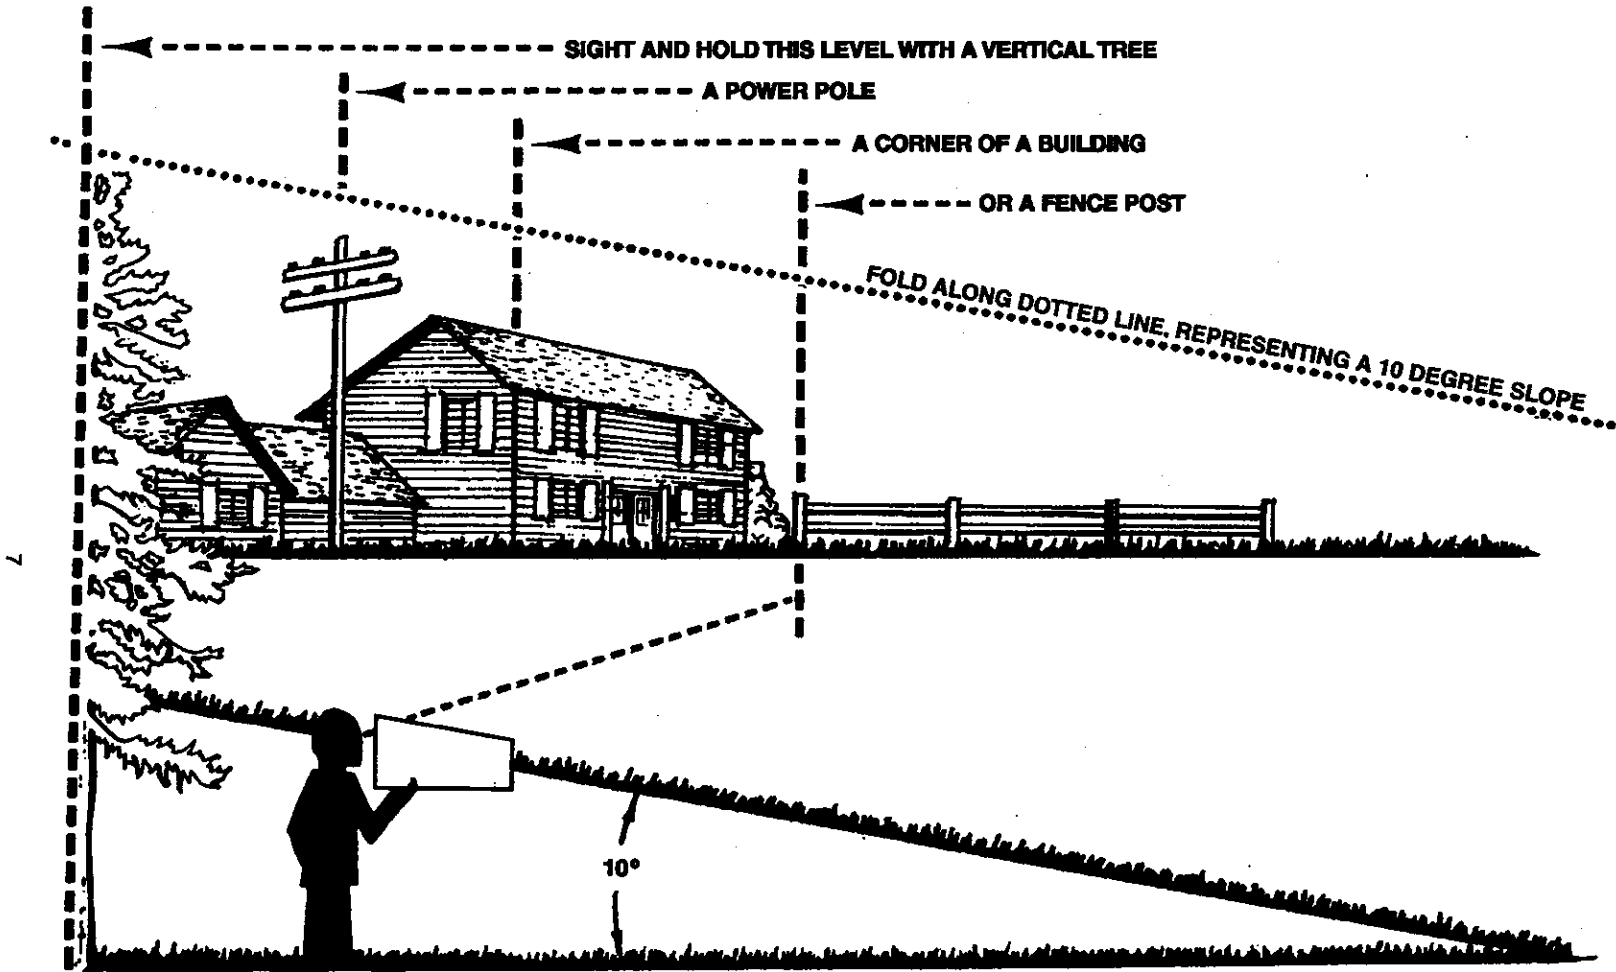 SIGHT AND HOLD THIS LEVEL WITH A VERTICAL TREE
A POWER POLE
A CORNER OF A BUILDING
OR A FENCE POST
FOLD ALONG DOTTED LINE. REPRESENTING A 10 DEGREE SLOPE
7
10°